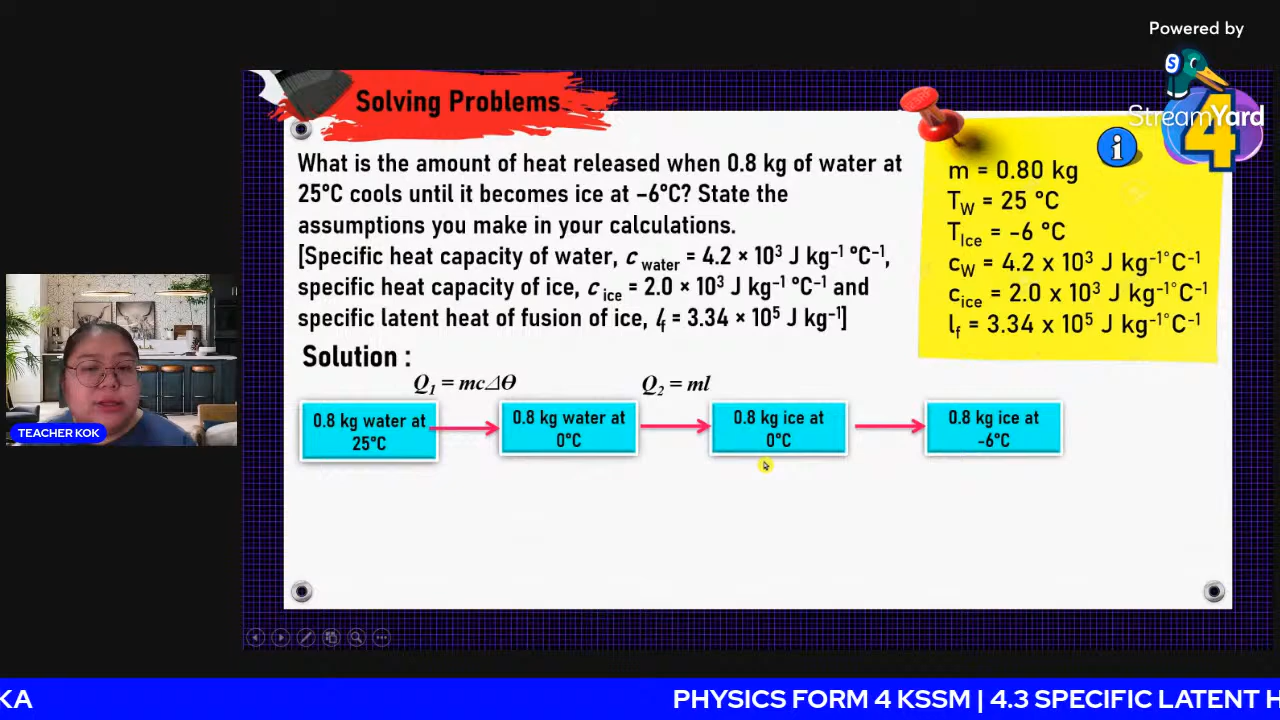 Powered by
StreamYard
S
4
Solving Problems
What is the amount of heat released when 0.8 kg of water at
25°C cools until it becomes ice at –6°C? State the
assumptions you make in your calculations.
[Specific heat capacity of water, c water = 4.2 × 10³ J kg⁻¹ °C⁻¹,
specific heat capacity of ice, c ice = 2.0 × 10³ J kg⁻¹ °C⁻¹ and
specific latent heat of fusion of ice, lf = 3.34 × 10⁵ J kg⁻¹]
i
m = 0.80 kg
TW = 25 °C
TIce = -6 °C
cW = 4.2 x 10³ J kg⁻¹°C⁻¹
cice = 2.0 x 10³ J kg⁻¹°C⁻¹
lf = 3.34 x 10⁵ J kg⁻¹°C⁻¹
Solution :
Q1 = mcΔΘ
Q2 = ml
0.8 kg water at
25°C
0.8 kg water at
0°C
0.8 kg ice at
0°C
0.8 kg ice at
-6°C
TEACHER KOK
KA
PHYSICS FORM 4 KSSM | 4.3 SPECIFIC LATENT H